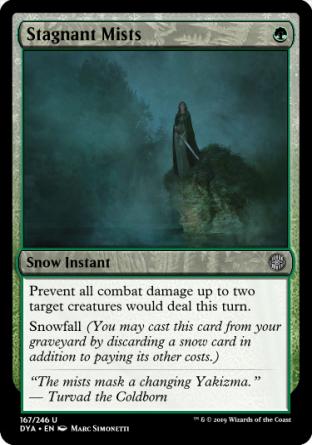 Stagnant Mists
Snow Instant
Prevent all combat damage up to two
target creatures would deal this turn.
Snowfall (You may cast this card from your
graveyard by discarding a snow card in
addition to paying its other costs.)
"The mists mask a changing Yakizma."
— Turvad the Goldborn
167/246 U
DYA • EN Marc Simonetti
™ & © 2019 Wizards of the Coast